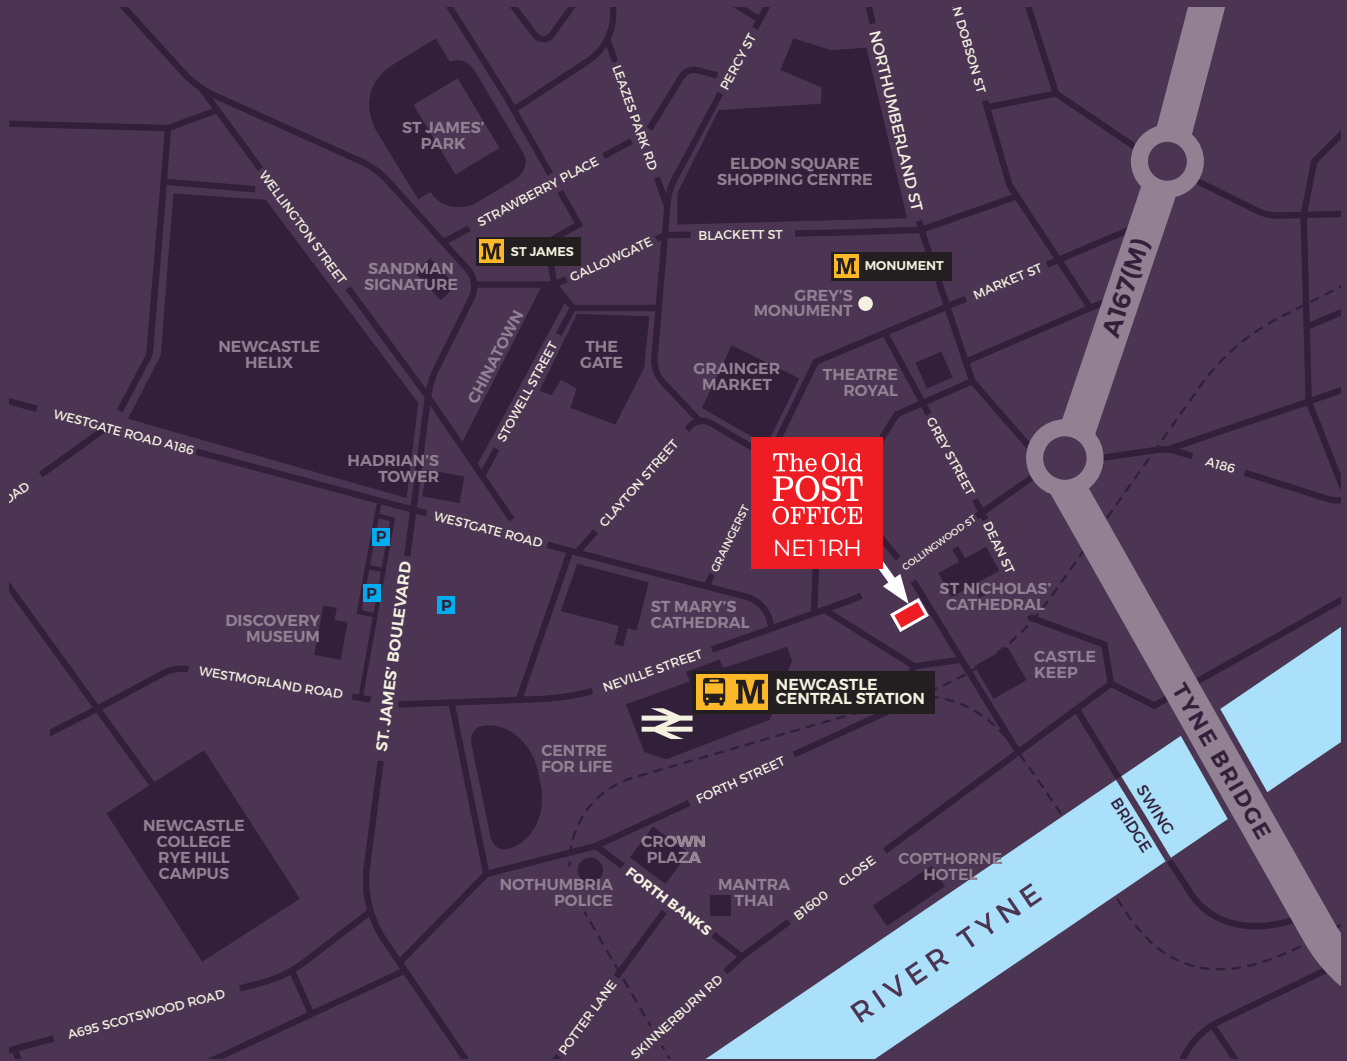 N DOBSON ST
NORTHUMBERLAND ST
PERCY ST
LEAZES PARK RD
ST JAMES'
PARK
ELDON SQUARE
SHOPPING CENTRE
STRAWBERRY PLACE
WELLINGTON STREET
BLACKETT ST
GALLOWGATE
M ST JAMES
M MONUMENT
A167(M)
SANDMAN
SIGNATURE
MARKET ST
GREY'S
MONUMENT
CHINATOWN
NEWCASTLE
HELIX
THE
GATE
STOWELL STREET
GRAINGER
MARKET
THEATRE
ROYAL
WESTGATE ROAD A186
GREY STREET
HADRIAN'S
TOWER
The Old
POST
OFFICE
NE1 1RH
A186
CLAYTON STREET
OAD
WESTGATE ROAD
GRAINGERST
COLLINGWOOD ST
DEAN ST
P
P
P
ST NICHOLAS'
CATHEDRAL
ST MARY'S
CATHEDRAL
DISCOVERY
MUSEUM
ST. JAMES' BOULEVARD
CASTLE
KEEP
WESTMORLAND ROAD
NEVILLE STREET
M NEWCASTLE
CENTRAL STATION
TYNE BRIDGE
CENTRE
FOR LIFE
FORTH STREET
SWING
BRIDGE
NEWCASTLE
COLLEGE
RYE HILL
CAMPUS
CROWN
PLAZA
COPTHORNE
HOTEL
NOTHUMBRIA
POLICE
FORTH BANKS
MANTRA
THAI
B1600 CLOSE
RIVER TYNE
A695 SCOTSWOOD ROAD
POTTER LANE
SKINNERBURN RD